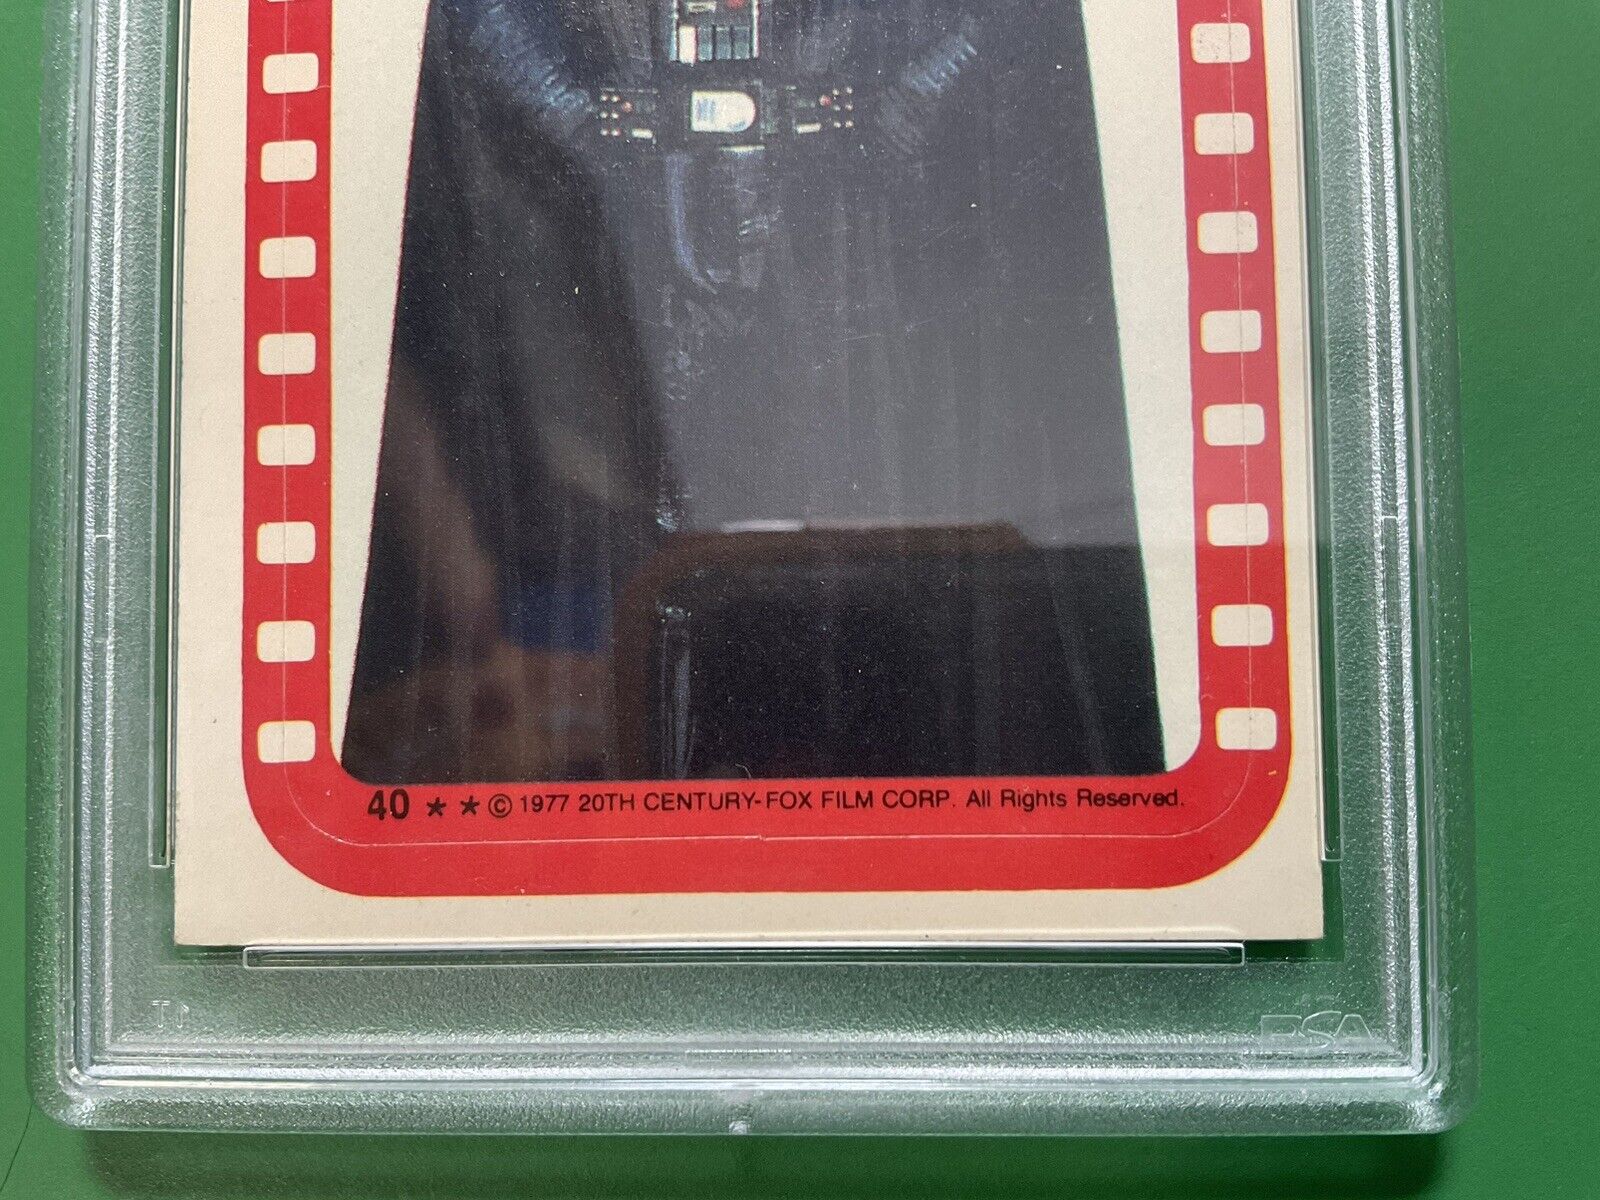 40 ★ ★ © 1977 20TH CENTURY-FOX FILM CORP. All Rights Reserved.
PSA